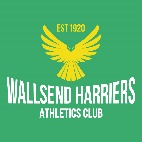 EST 1920
WALLSEND HARRIERS
ATHLETICS CLUB